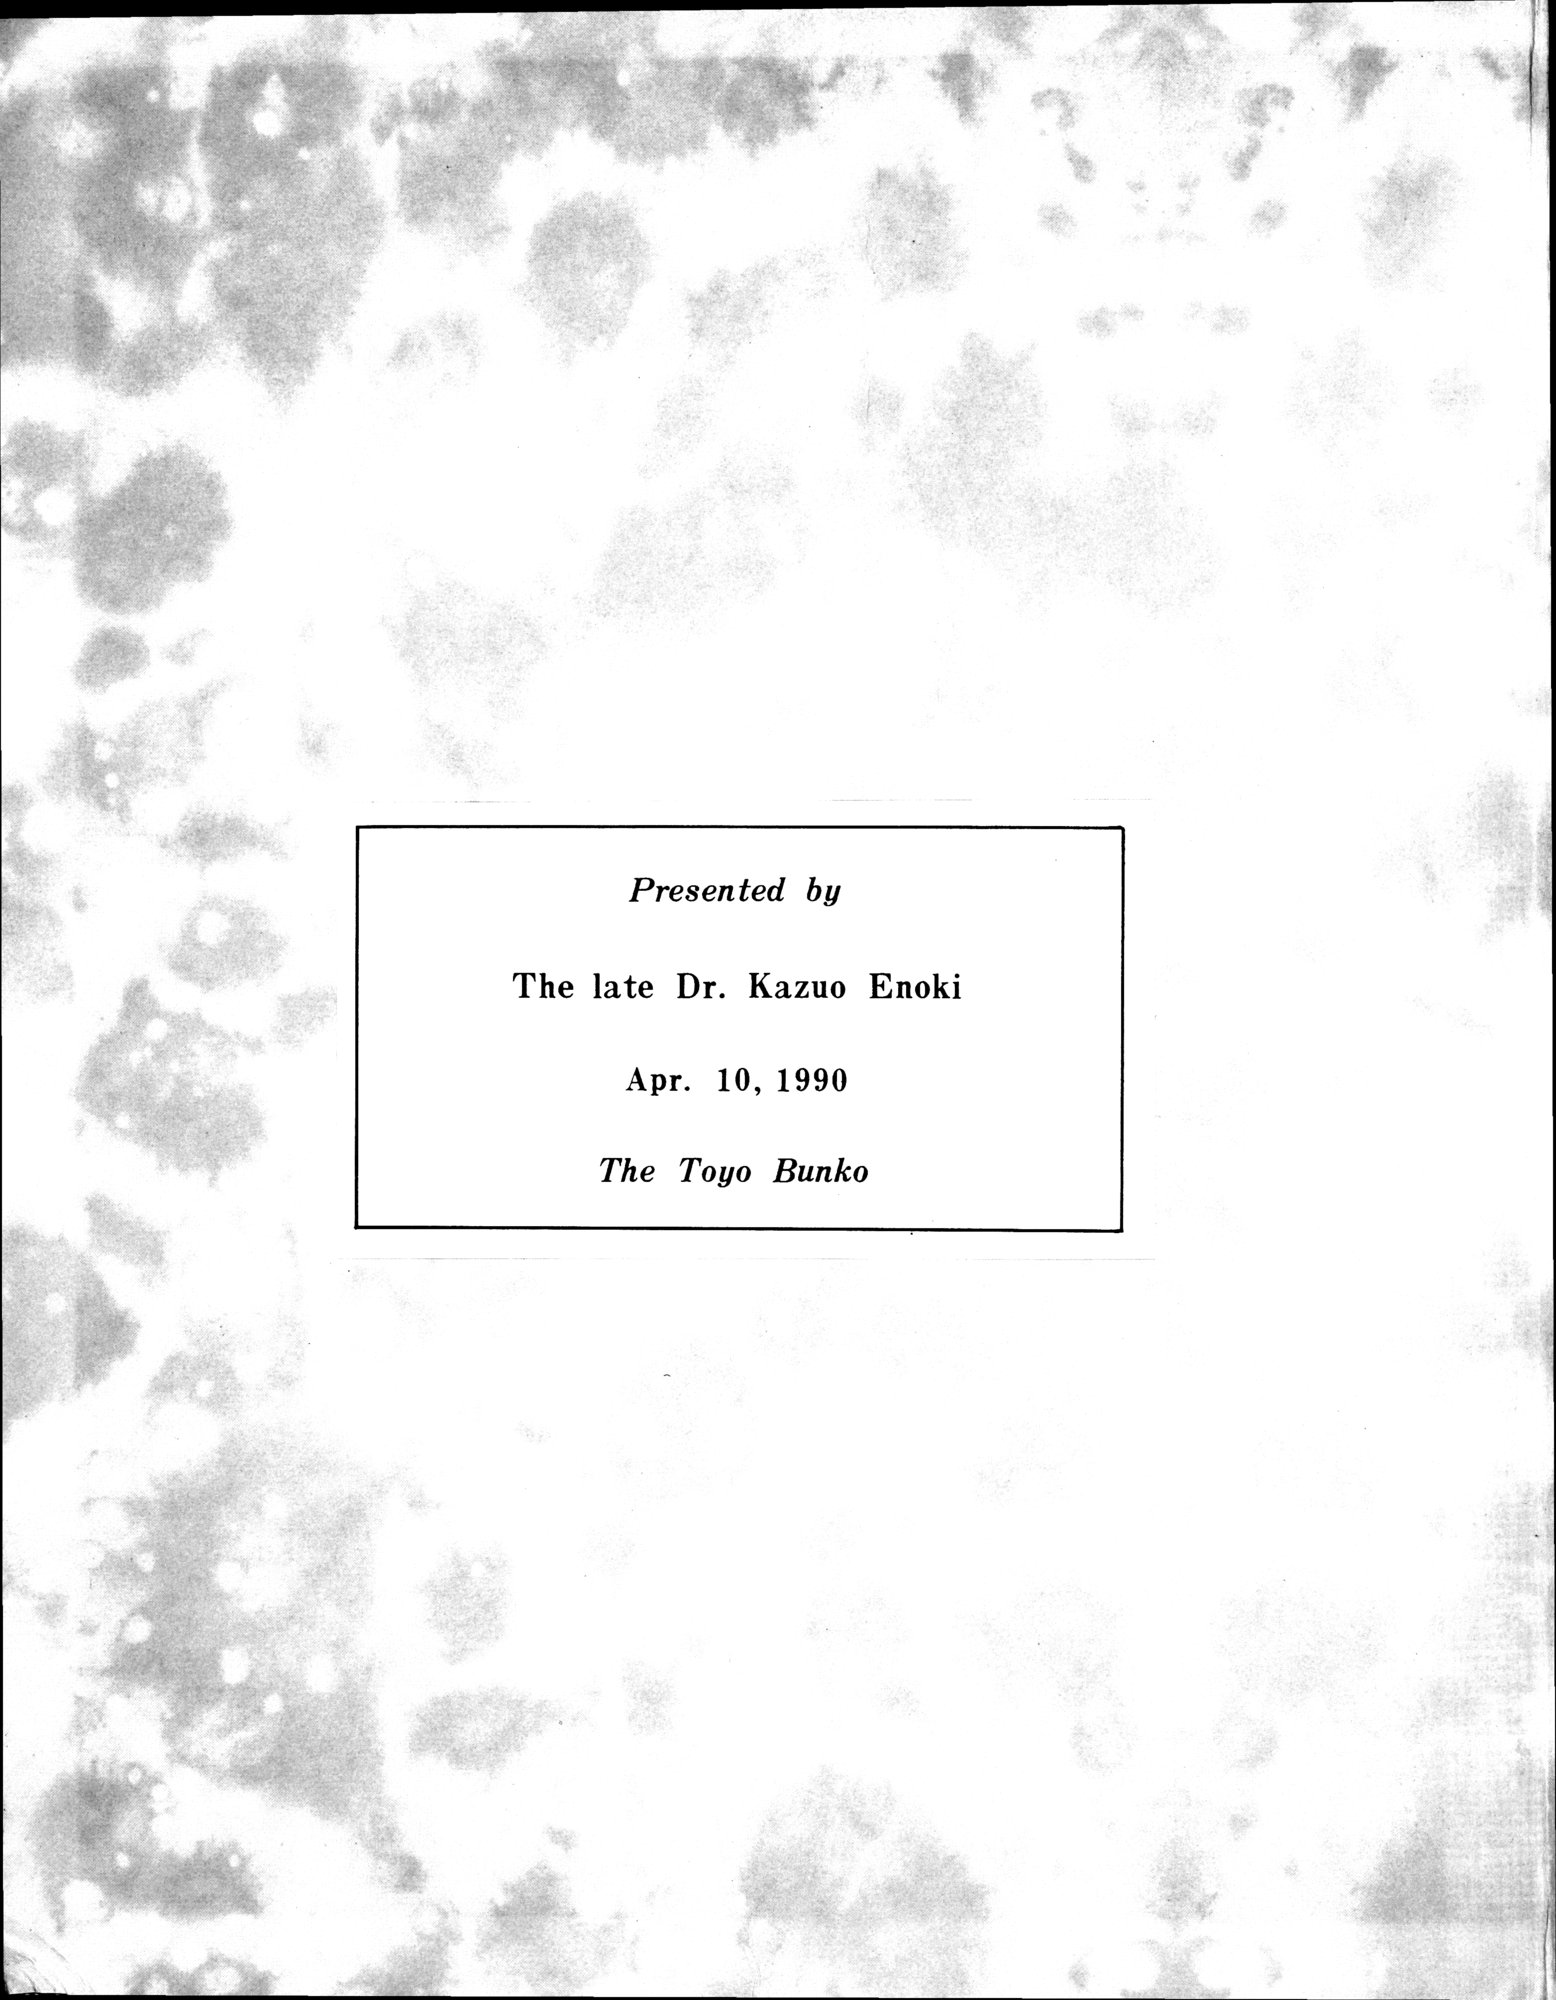 Presented by
The late Dr. Kazuo Enoki
Apr. 10, 1990
The Toyo Bunko